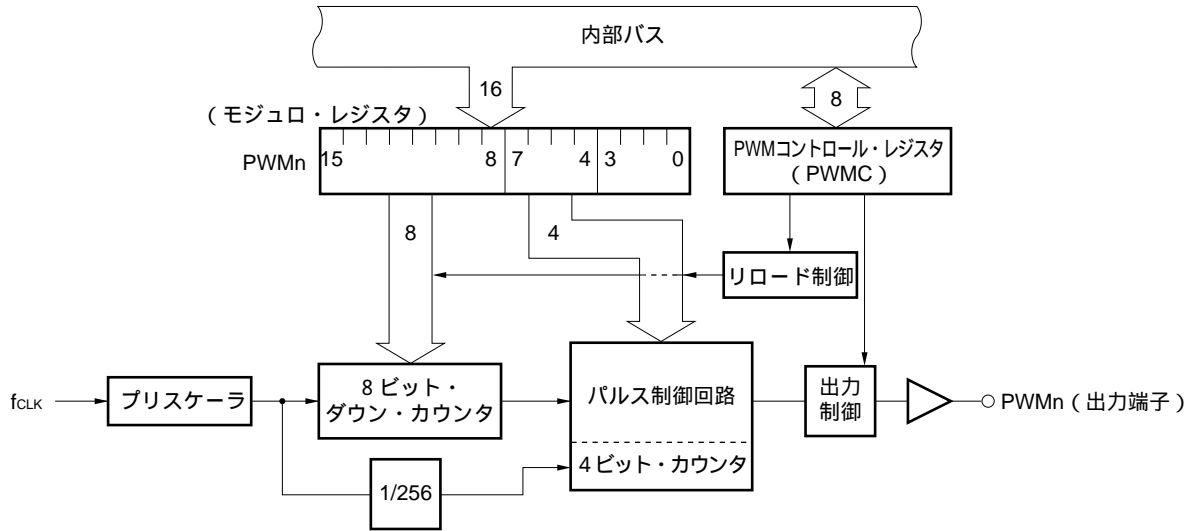 内部バス
16
8
(モジュロ・レジスタ)
PWMn
15 8 7 4 3 0
PWMコントロール・レジスタ
(PWMC)
8
4
リロード制御
fCLK
プリスケーラ
8ビット・
ダウン・カウンタ
パルス制御回路
4ビット・カウンタ
出力
制御
PWMn(出力端子)
1/256